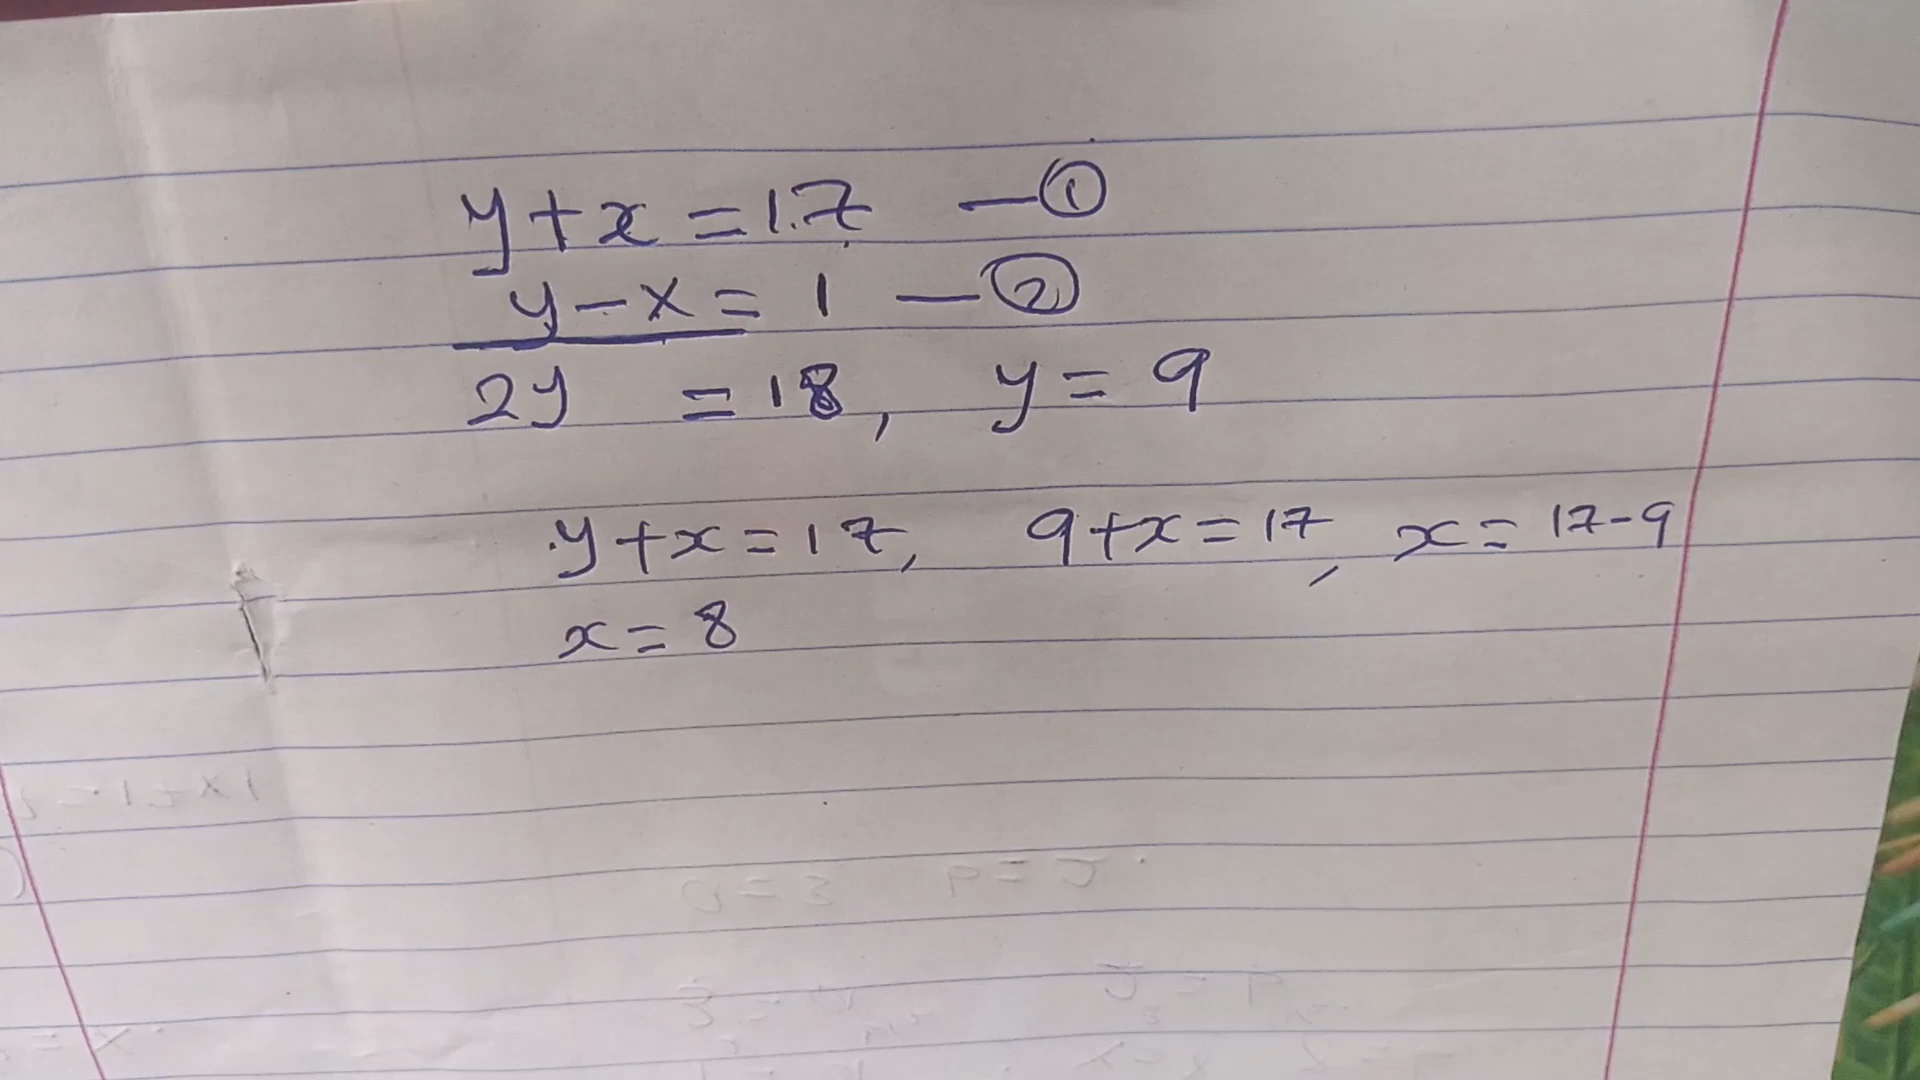 y + x = 17 — ①
y - x = 1 — ②
2y = 18, y = 9
y + x = 17, 9 + x = 17, x = 17 - 9
x = 8